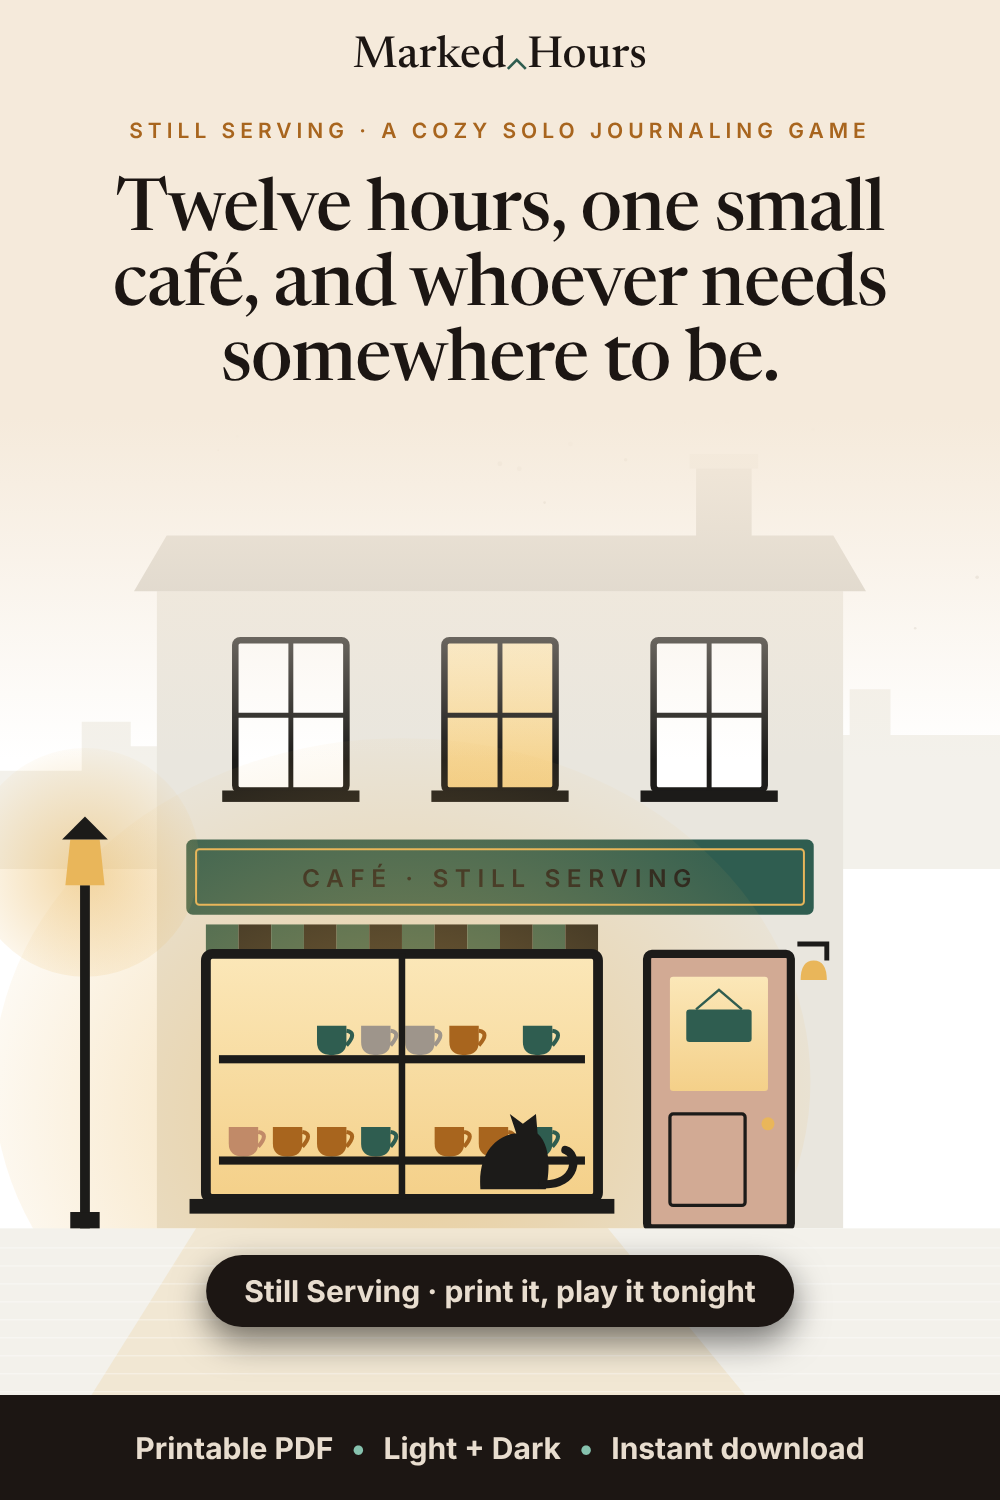 Marked‸Hours
STILL SERVING · A COZY SOLO JOURNALING GAME
Twelve hours, one small
café, and whoever needs
somewhere to be.
CAFÉ · STILL SERVING
Still Serving · print it, play it tonight
Printable PDF • Light + Dark • Instant download